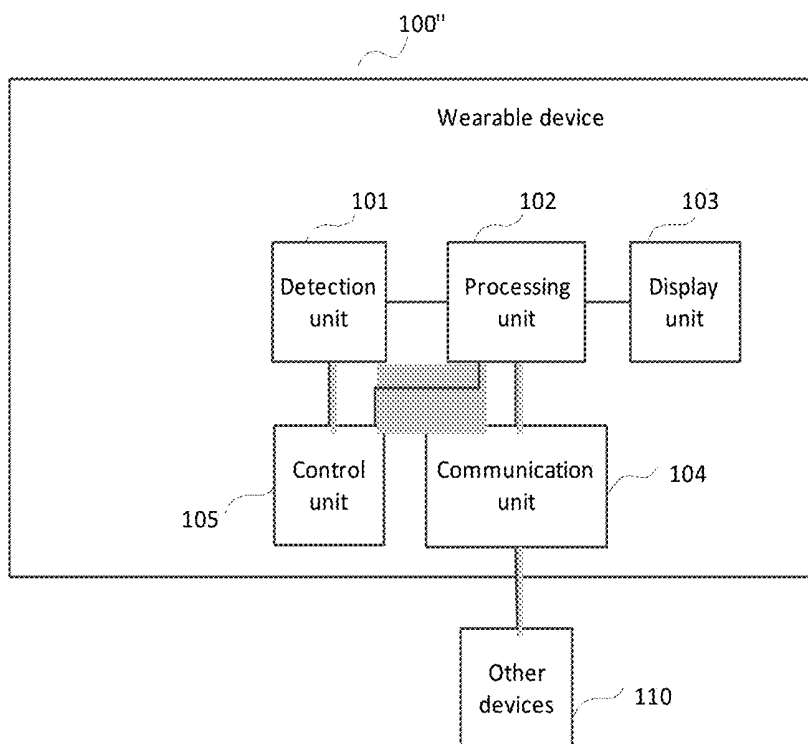 100"
Wearable device
101
102
103
Detection
unit
Processing
unit
Display
unit
Control
unit
Communication
unit
105
104
Other
devices
110